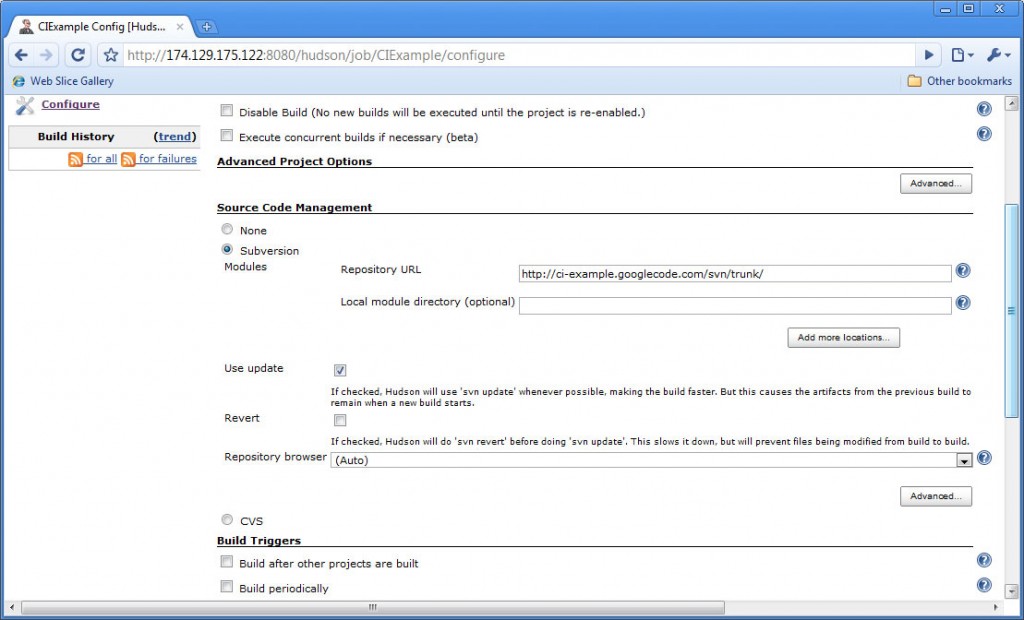 CIExample Config [Huds...
http://174.129.175.122:8080/hudson/job/CIExample/configure
Web Slice Gallery
Other bookmarks
Configure
Build History (trend)
for all for failures
Disable Build (No new builds will be executed until the project is re-enabled.)
Execute concurrent builds if necessary (beta)
Advanced Project Options
Advanced...
Source Code Management
None
Subversion
Modules
Repository URL
http://ci-example.googlecode.com/svn/trunk/
Local module directory (optional)
Add more locations...
Use update
If checked, Hudson will use 'svn update' whenever possible, making the build faster. But this causes the artifacts from the previous build to
remain when a new build starts.
Revert
If checked, Hudson will do 'svn revert' before doing 'svn update'. This slows it down, but will prevent files being modified from build to build.
Repository browser
(Auto)
Advanced...
CVS
Build Triggers
Build after other projects are built
Build periodically